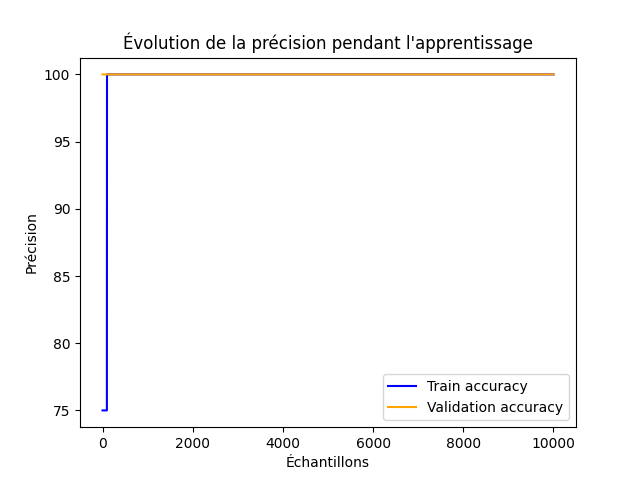 Évolution de la précision pendant l'apprentissage
100
95
90
85
80
75
Précision
0 2000 4000 6000 8000 10000
Échantillons
Train accuracy
Validation accuracy